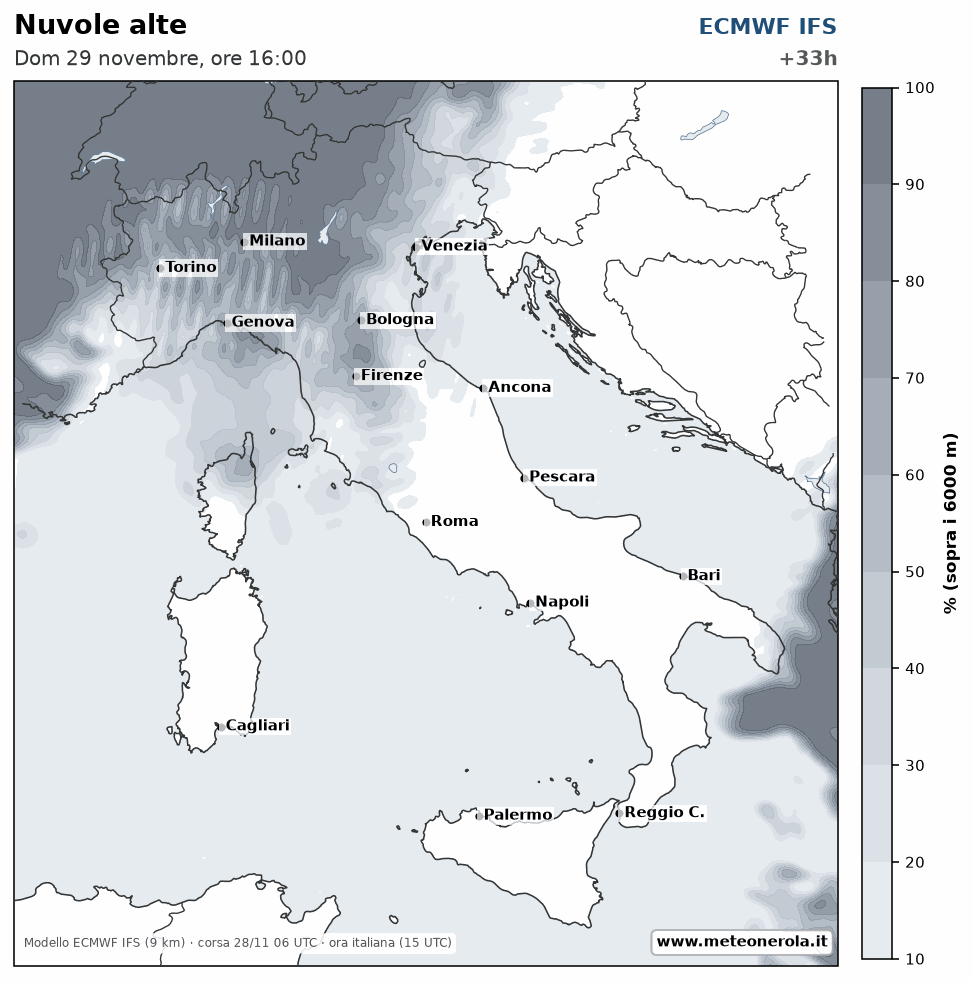 Nuvole alte
ECMWF IFS
Dom 29 novembre, ore 16:00
+33h
100
90
80
70
60
50
40
30
20
10
% (sopra i 6000 m)
Milano
Venezia
Torino
Genova
Bologna
Firenze
Ancona
Pescara
Roma
Bari
Napoli
Cagliari
Palermo
Reggio C.
Modello ECMWF IFS (9 km) · corsa 28/11 06 UTC · ora italiana (15 UTC)
www.meteonerola.it